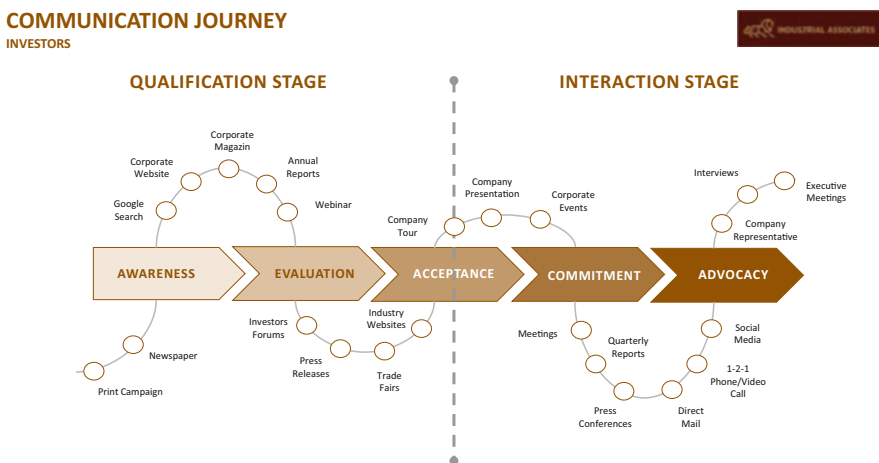 COMMUNICATION JOURNEY
INVESTORS
INDUSTRIAL ASSOCIATES
QUALIFICATION STAGE
INTERACTION STAGE
Corporate
Magazin
Corporate
Website
Annual
Reports
Google
Search
Webinar
Company
Tour
Company
Presentation
Corporate
Events
Interviews
Executive
Meetings
Company
Representative
AWARENESS
EVALUATION
ACCEPTANCE
COMMITMENT
ADVOCACY
Newspaper
Print Campaign
Investors
Forums
Press
Releases
Industry
Websites
Trade
Fairs
Meetings
Quarterly
Reports
Press
Conferences
Direct
Mail
Social
Media
1-2-1
Phone/Video
Call